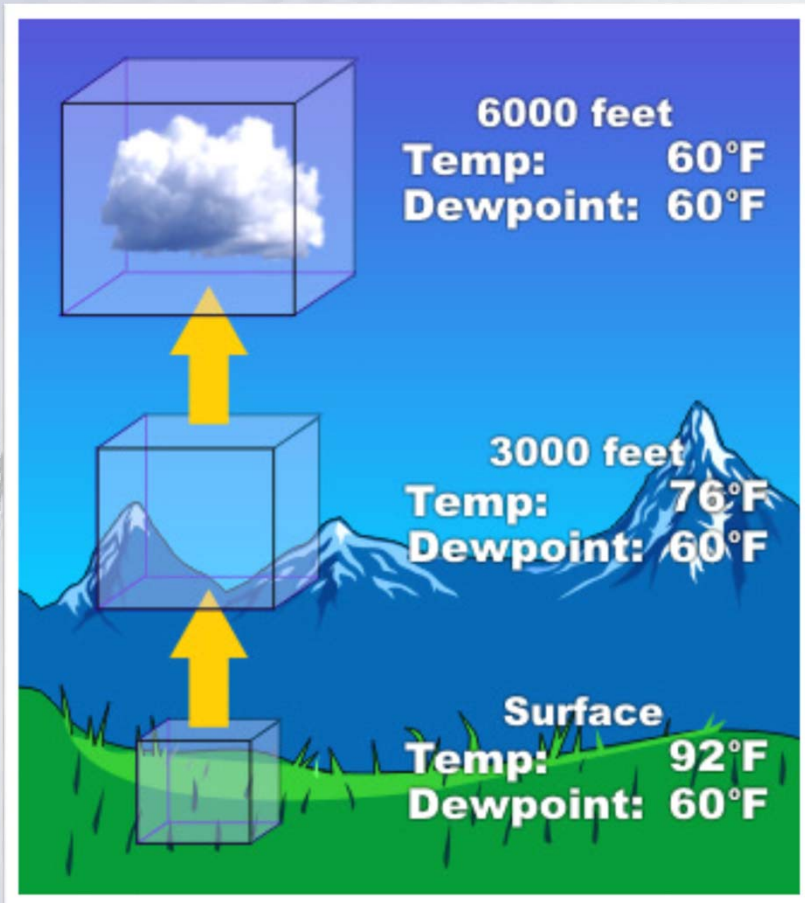 6000 feet
Temp: 60°F
Dewpoint: 60°F
3000 feet
Temp: 76°F
Dewpoint: 60°F
Surface
Temp: 92°F
Dewpoint: 60°F